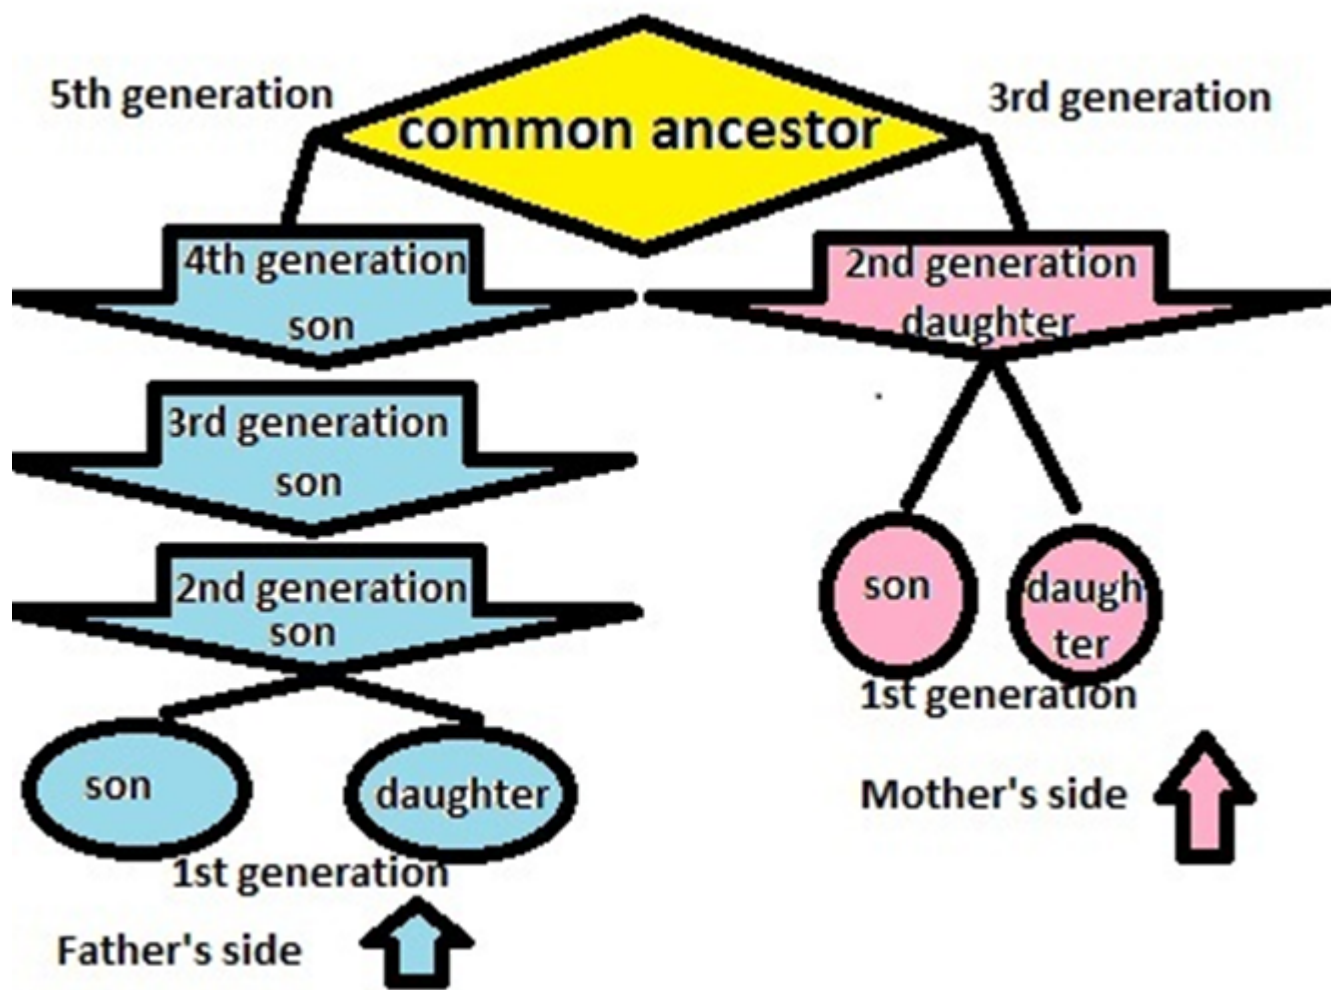 5th generation
common ancestor
3rd generation
4th generation
son
3rd generation
son
2nd generation
son
son
daughter
1st generation
Father's side
2nd generation
daughter
son
daugh
ter
1st generation
Mother's side